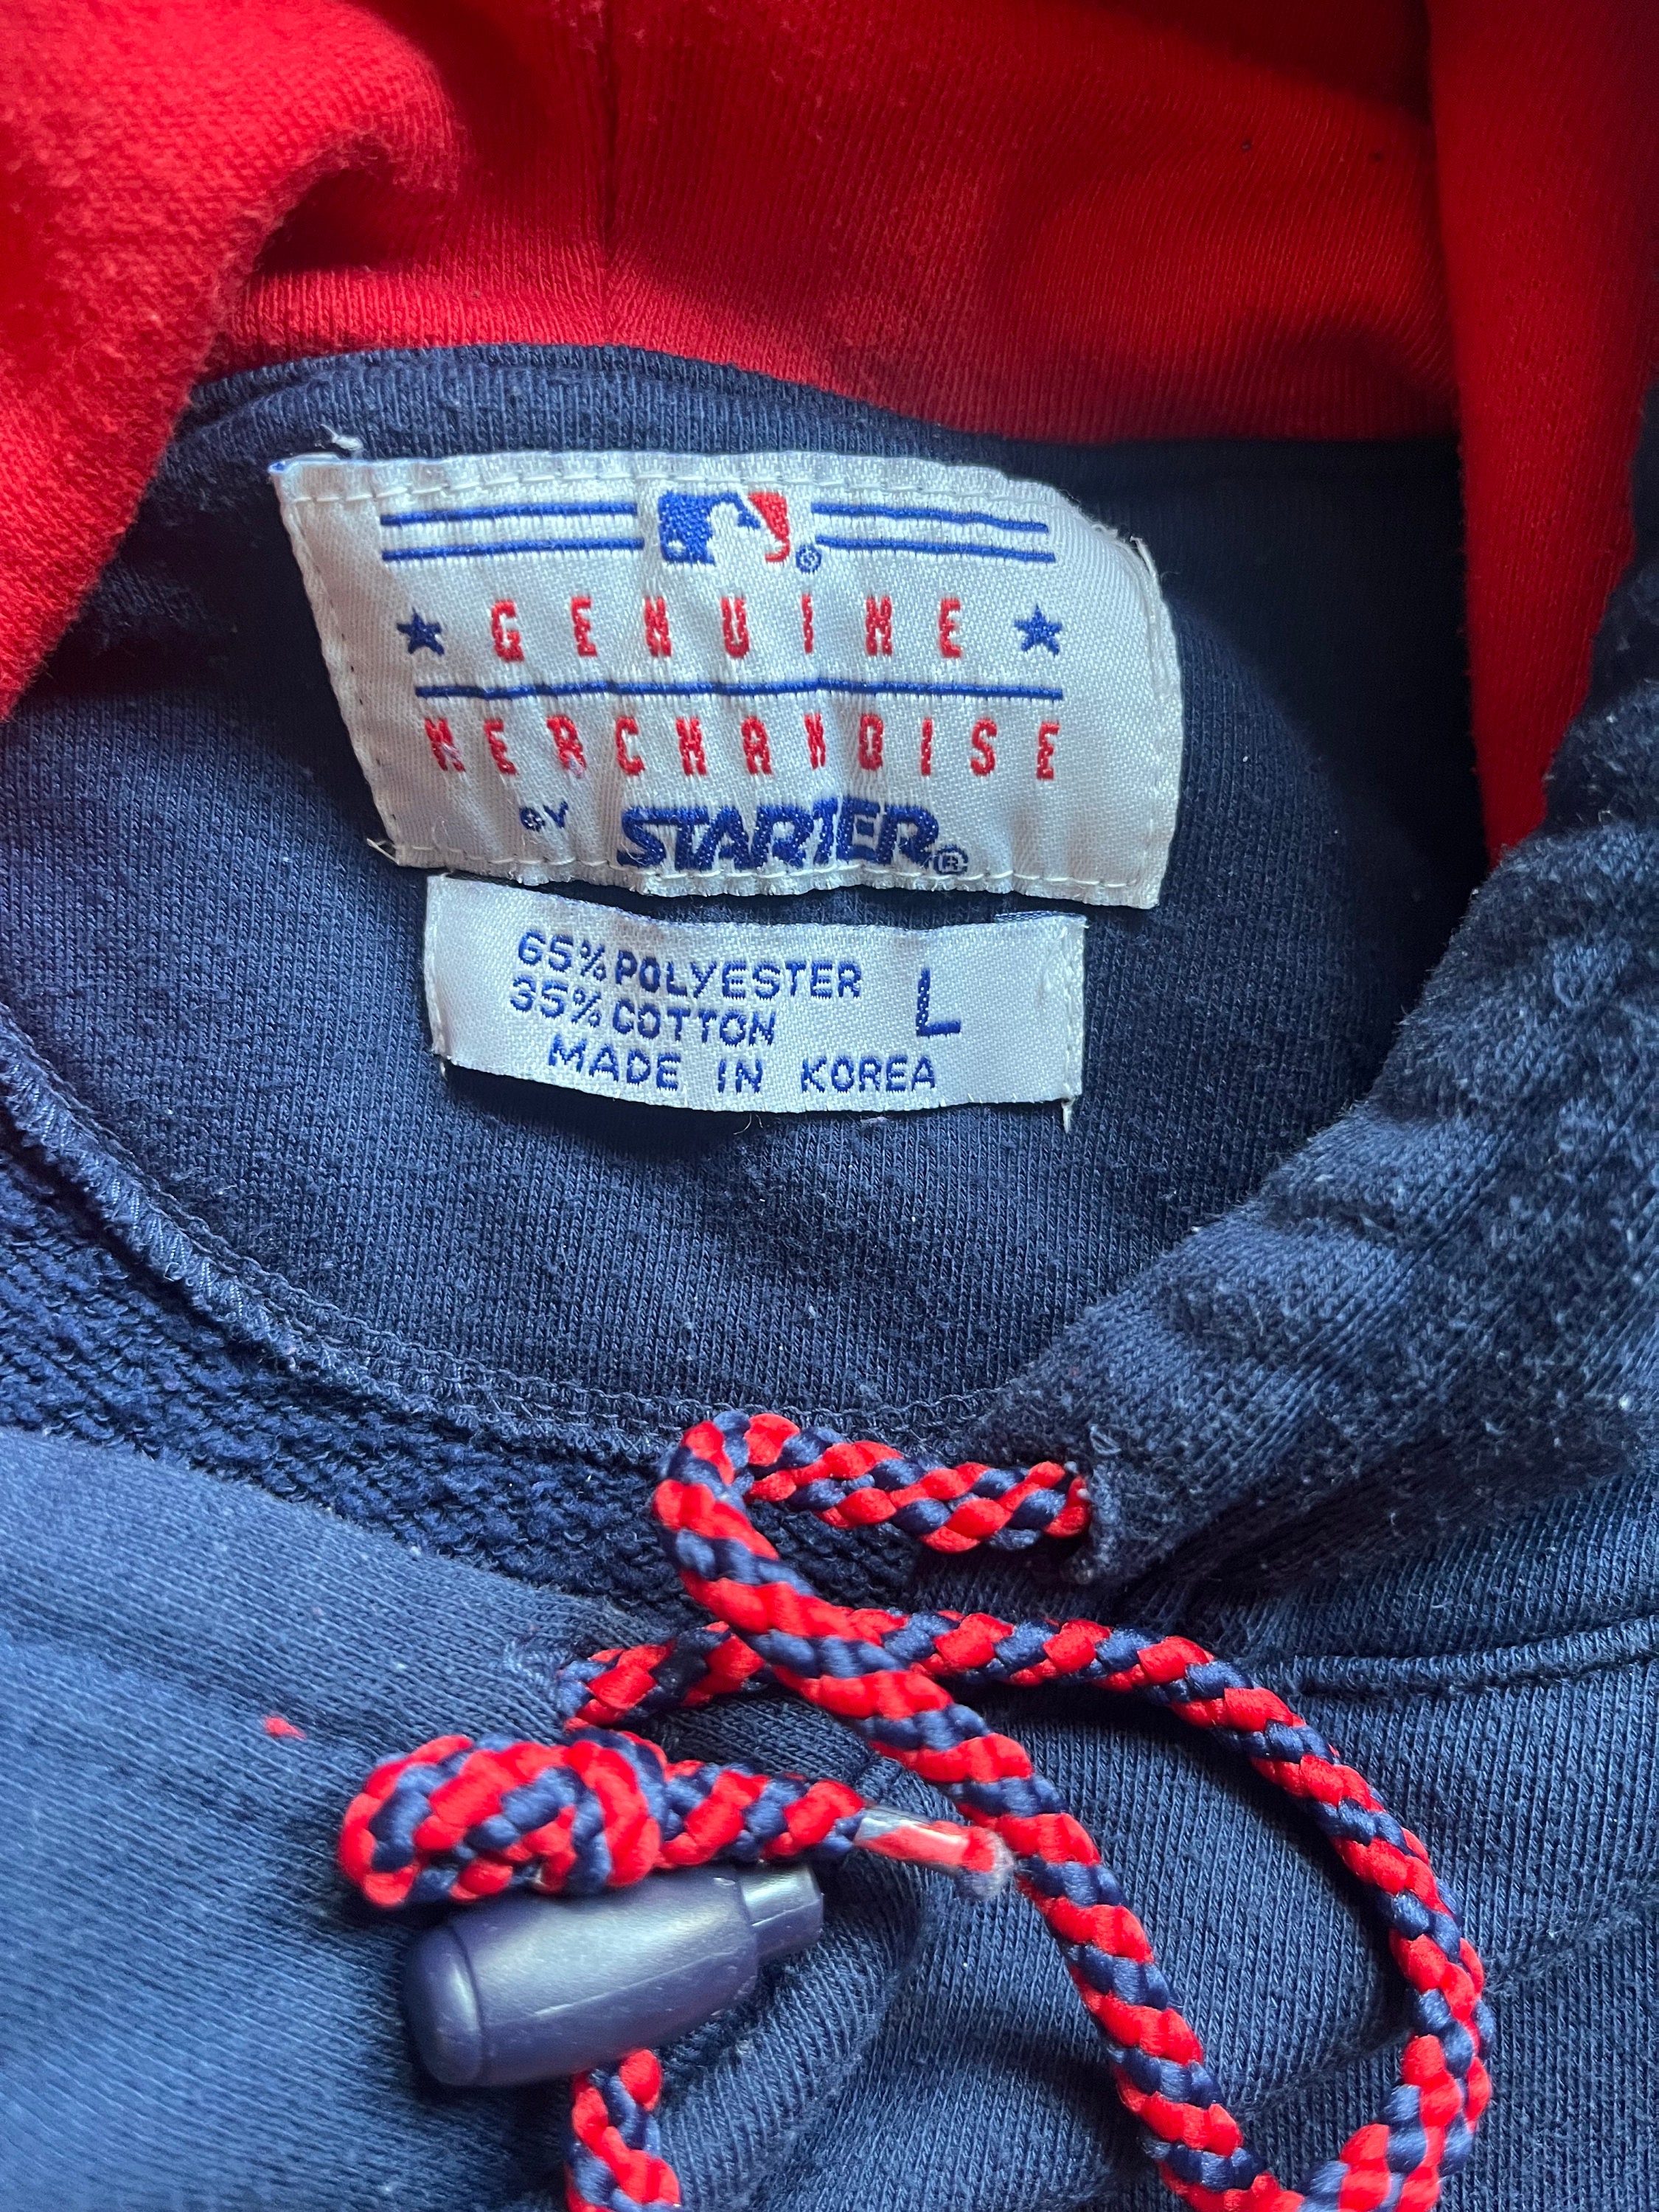 GENUINE
MERCHANDISE
BY STARTER®
65% POLYESTER
35% COTTON
MADE IN KOREA
L